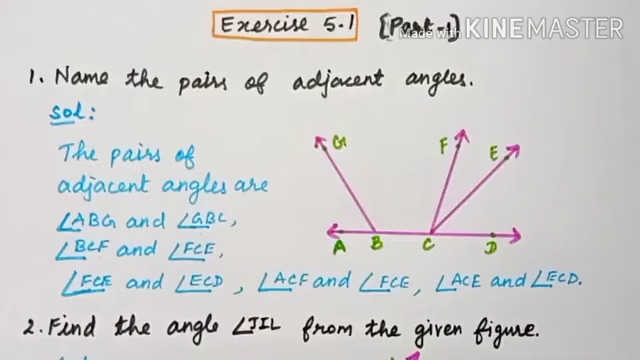 Exercise 5.1 [Part-1]
Made with KINEMASTER
1. Name the pairs of adjacent angles.
Sol:
The pairs of
adjacent angles are
∠ABG and ∠GBC,
∠BCF and ∠FCE,
∠FCE and ∠ECD, ∠ACF and ∠FCE, ∠ACE and ∠ECD.
G F E
A B C D
2. Find the angle ∠JIL from the given figure.